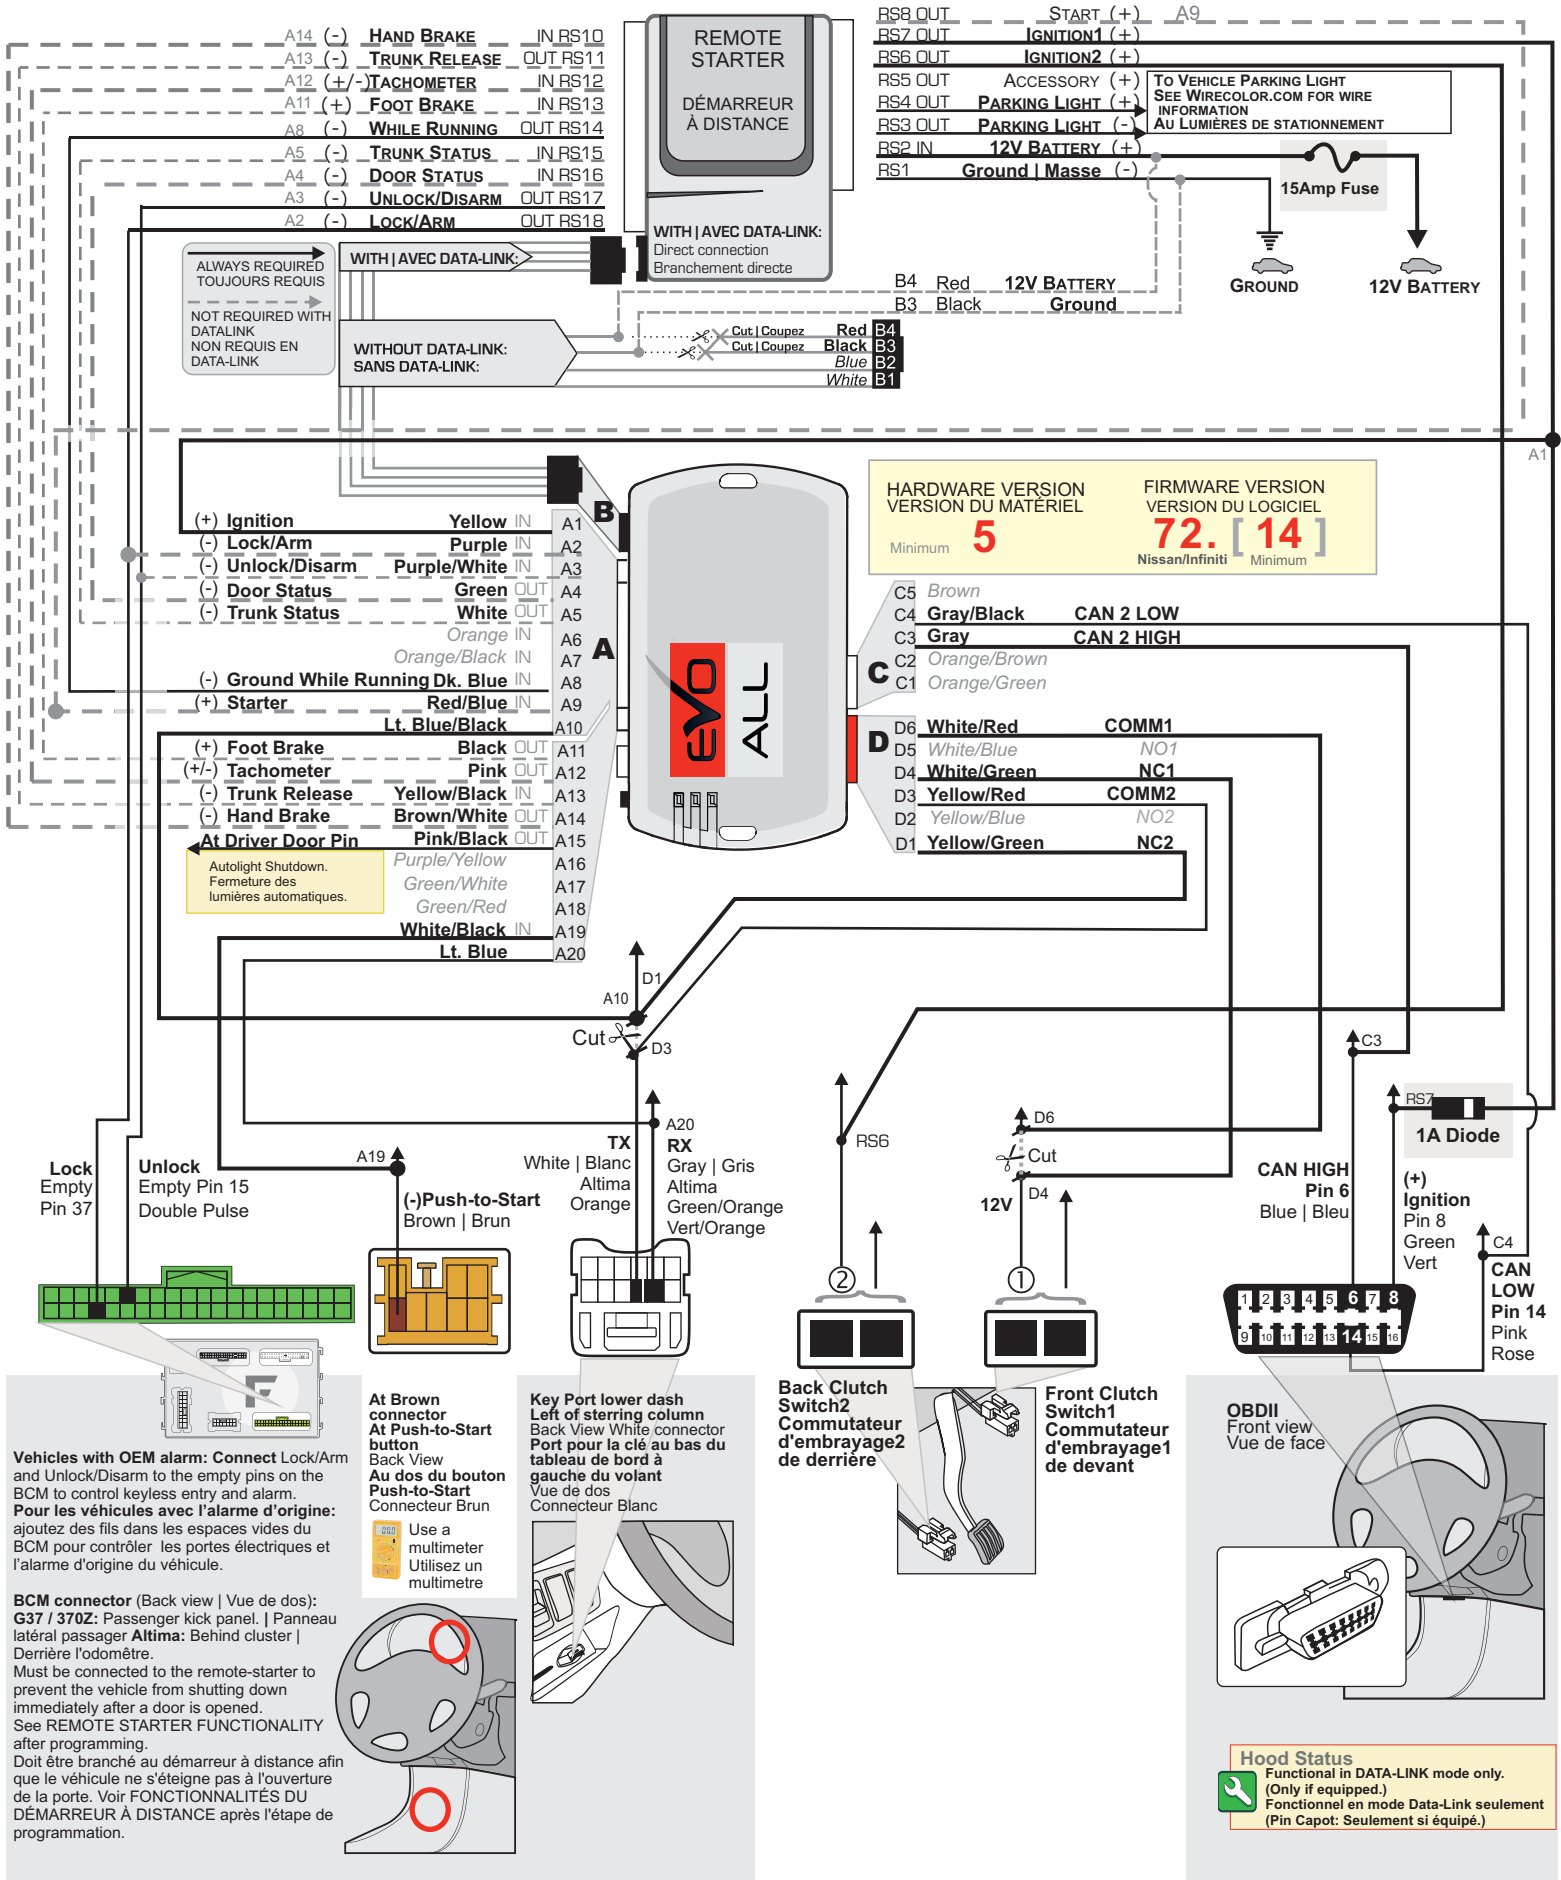 A14 (-) HAND BRAKE IN RS10
A13 (-) TRUNK RELEASE OUT RS11
A12 (+/-) TACHOMETER IN RS12
A11 (+) FOOT BRAKE IN RS13
A8 (-) WHILE RUNNING OUT RS14
A5 (-) TRUNK STATUS IN RS15
A4 (-) DOOR STATUS IN RS16
A3 (-) UNLOCK/DISARM OUT RS17
A2 (-) LOCK/ARM OUT RS18
REMOTE
STARTER
DÉMARREUR
À DISTANCE
WITH | AVEC DATA-LINK:
Direct connection
Branchement directe
RS8 OUT START (+) A9
RS7 OUT IGNITION1 (+)
RS6 OUT IGNITION2 (+)
RS5 OUT ACCESSORY (+)
RS4 OUT PARKING LIGHT (+)
RS3 OUT PARKING LIGHT (-)
RS2 IN 12V BATTERY (+)
RS1 Ground | Masse (-)
TO VEHICLE PARKING LIGHT
SEE WIRECOLOR.COM FOR WIRE
INFORMATION
AU LUMIÈRES DE STATIONNEMENT
15Amp Fuse
GROUND
12V BATTERY
ALWAYS REQUIRED
TOUJOURS REQUIS
NOT REQUIRED WITH
DATALINK
NON REQUIS EN
DATA-LINK
WITH | AVEC DATA-LINK:
WITHOUT DATA-LINK:
SANS DATA-LINK:
B4 Red 12V BATTERY
B3 Black Ground
Cut | Coupez Red B4
Cut | Coupez Black B3
Blue B2
White B1
A1
HARDWARE VERSION
VERSION DU MATÉRIEL
Minimum 5
FIRMWARE VERSION
VERSION DU LOGICIEL
72. [ 14 ]
Nissan/Infiniti Minimum
B
(+) Ignition Yellow IN A1
(-) Lock/Arm Purple IN A2
(-) Unlock/Disarm Purple/White IN A3
(-) Door Status Green OUT A4
(-) Trunk Status White OUT A5
Orange IN A6
Orange/Black IN A7
(-) Ground While Running Dk. Blue IN A8
(+) Starter Red/Blue IN A9
Lt. Blue/Black A10
(+) Foot Brake Black OUT A11
(+/-) Tachometer Pink OUT A12
(-) Trunk Release Yellow/Black IN A13
(-) Hand Brake Brown/White OUT A14
At Driver Door Pin Pink/Black OUT A15
Purple/Yellow A16
Green/White A17
Green/Red A18
White/Black IN A19
Lt. Blue A20
A
Autolight Shutdown.
Fermeture des
lumières automatiques.
EVO
ALL
C
C5 Brown
C4 Gray/Black CAN 2 LOW
C3 Gray CAN 2 HIGH
C2 Orange/Brown
C1 Orange/Green
D
D6 White/Red COMM1
D5 White/Blue NO1
D4 White/Green NC1
D3 Yellow/Red COMM2
D2 Yellow/Blue NO2
D1 Yellow/Green NC2
D1
A10
Cut
D3
A20
A19
TX
White | Blanc
Altima
Orange
RX
Gray | Gris
Altima
Green/Orange
Vert/Orange
Lock
Empty
Pin 37
Unlock
Empty Pin 15
Double Pulse
(-)Push-to-Start
Brown | Brun
RS6
D6
Cut
D4
12V
C3
RS7
1A Diode
CAN HIGH
Pin 6
Blue | Bleu
(+)
Ignition
Pin 8
Green
Vert
C4
CAN
LOW
Pin 14
Pink
Rose
②
①
1 2 3 4 5 6 7 8
9 10 11 12 13 14 15 16
F
Vehicles with OEM alarm: Connect Lock/Arm
and Unlock/Disarm to the empty pins on the
BCM to control keyless entry and alarm.
Pour les véhicules avec l'alarme d'origine:
ajoutez des fils dans les espaces vides du
BCM pour contrôler les portes électriques et
l'alarme d'origine du véhicule.
BCM connector (Back view | Vue de dos):
G37 / 370Z: Passenger kick panel. | Panneau
latéral passager Altima: Behind cluster |
Derrière l'odomêtre.
Must be connected to the remote-starter to
prevent the vehicle from shutting down
immediately after a door is opened.
See REMOTE STARTER FUNCTIONALITY
after programming.
Doit être branché au démarreur à distance afin
que le véhicule ne s'éteigne pas à l'ouverture
de la porte. Voir FONCTIONNALITÉS DU
DÉMARREUR À DISTANCE après l'étape de
programmation.
At Brown
connector
At Push-to-Start
button
Back View
Au dos du bouton
Push-to-Start
Connecteur Brun
Use a
multimeter
Utilisez un
multimetre
Key Port lower dash
Left of sterring column
Back View White connector
Port pour la clé au bas du
tableau de bord à
gauche du volant
Vue de dos
Connecteur Blanc
Back Clutch
Switch2
Commutateur
d'embrayage2
de derrière
Front Clutch
Switch1
Commutateur
d'embrayage1
de devant
OBDII
Front view
Vue de face
Hood Status
Functional in DATA-LINK mode only.
(Only if equipped.)
Fonctionnel en mode Data-Link seulement
(Pin Capot: Seulement si équipé.)